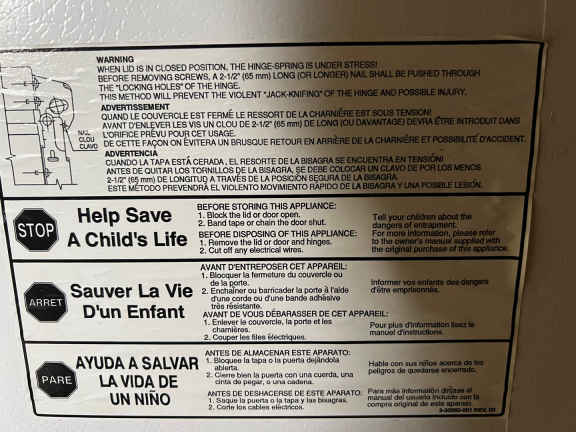 WARNING
WHEN LID IS IN CLOSED POSITION, THE HINGE-SPRING IS UNDER STRESS!
BEFORE REMOVING SCREWS, A 2-1/2" (65 mm) LONG (OR LONGER) NAIL SHALL BE PUSHED THROUGH
THE "LOCKING HOLES" OF THE HINGE.
THIS METHOD WILL PREVENT THE VIOLENT "JACK-KNIFING" OF THE HINGE AND POSSIBLE INJURY.
ADVERTISSEMENT
QUAND LE COUVERCLE EST FERMÉ LE RESSORT DE LA CHARNIÈRE EST SOUS TENSION!
AVANT D'ENLEVER LES VIS UN CLOU DE 2-1/2" (65 mm) DE LONG (OU DAVANTAGE) DEVRA ÊTRE INTRODUIT DANS
L'ORIFICE PRÉVU POUR CET USAGE.
DE CETTE FAÇON ON ÉVITERA UN BRUSQUE RETOUR EN ARRIÈRE DE LA CHARNIÈRE ET POSSIBILITÉ D'ACCIDENT.
ADVERTENCIA
CUANDO LA TAPA ESTÁ CERADA, EL RESORTE DE LA BISAGRA SE ENCUENTRA EN TENSIÓN!
ANTES DE QUITAR LOS TORNILLOS DE LA BISAGRA, SE DEBE COLOCAR UN CLAVO DE POR LOS MENOS
2-1/2" (65 mm) DE LONGITUD A TRAVÉS DE LA POSICIÓN SEGURA DE LA BISAGRA.
ESTE MÉTODO PREVENDRÁ EL VIOLENTO MOVIMIENTO RÁPIDO DE LA BISAGRA Y UNA POSIBLE LESIÓN.
NAIL
CLOU
CLAVO
STOP
Help Save
A Child's Life
BEFORE STORING THIS APPLIANCE:
1. Block the lid or door open.
2. Band tape or chain the door shut.
BEFORE DISPOSING OF THIS APPLIANCE:
1. Remove the lid or door and hinges.
2. Cut off any electrical wires.
Tell your children about the
dangers of entrapment.
For more information, please refer
to the owner's manual supplied with
the original purchase of this appliance.
ARRET
Sauver La Vie
D'un Enfant
AVANT D'ENTREPOSER CET APPAREIL:
1. Bloquer la fermeture du couvercle ou
de la porte.
2. Enchaîner ou barricader la porte à l'aide
d'une corde ou d'une bande adhésive
très résistante.
AVANT DE VOUS DÉBARASSER DE CET APPAREIL:
1. Enlever le couvercle, la porte et les
charnières.
2. Couper les files électriques.
Informer vos enfants des dangers
d'être emprisonnés.
Pour plus d'information lisez le
manuel d'instructions.
PARE
AYUDA A SALVAR
LA VIDA DE
UN NIÑO
ANTES DE ALMACENAR ESTE APARATO:
1. Bloquee la tapa o la puerta dejándola
abierta.
2. Cierre bien la puerta con una cuerda, una
cinta de pegar, o una cadena.
ANTES DE DESHACERSE DE ESTE APARATO:
1. Saque la puerta o la tapa y las bisagras.
2. Corte los cables eléctricos.
Hable con sus niños acerca de los
peligros de quedarse encerrado.
Para más información diríjase al
manual del usuario incluido con la
compra original de este aparato.